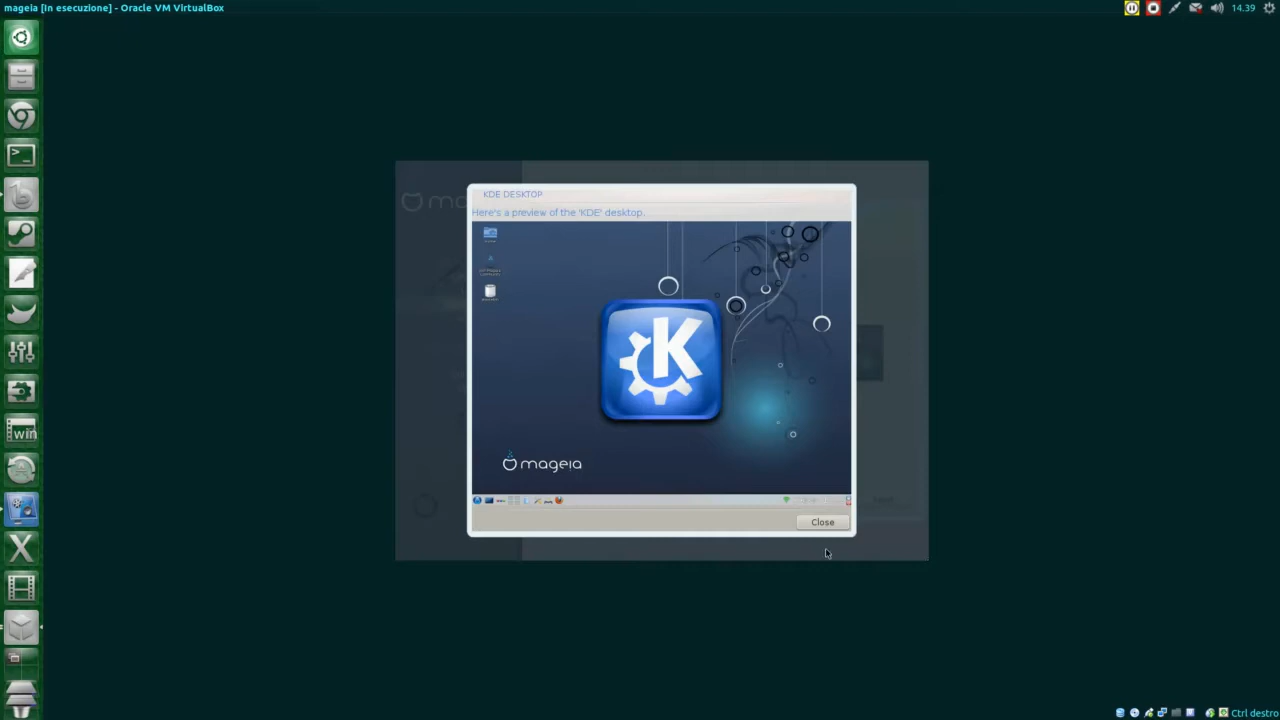 mageia [In esecuzione] - Oracle VM VirtualBox
14.39
KDE DESKTOP
Here's a preview of the 'KDE' desktop.
mageia
Close
win
Ctrl destro